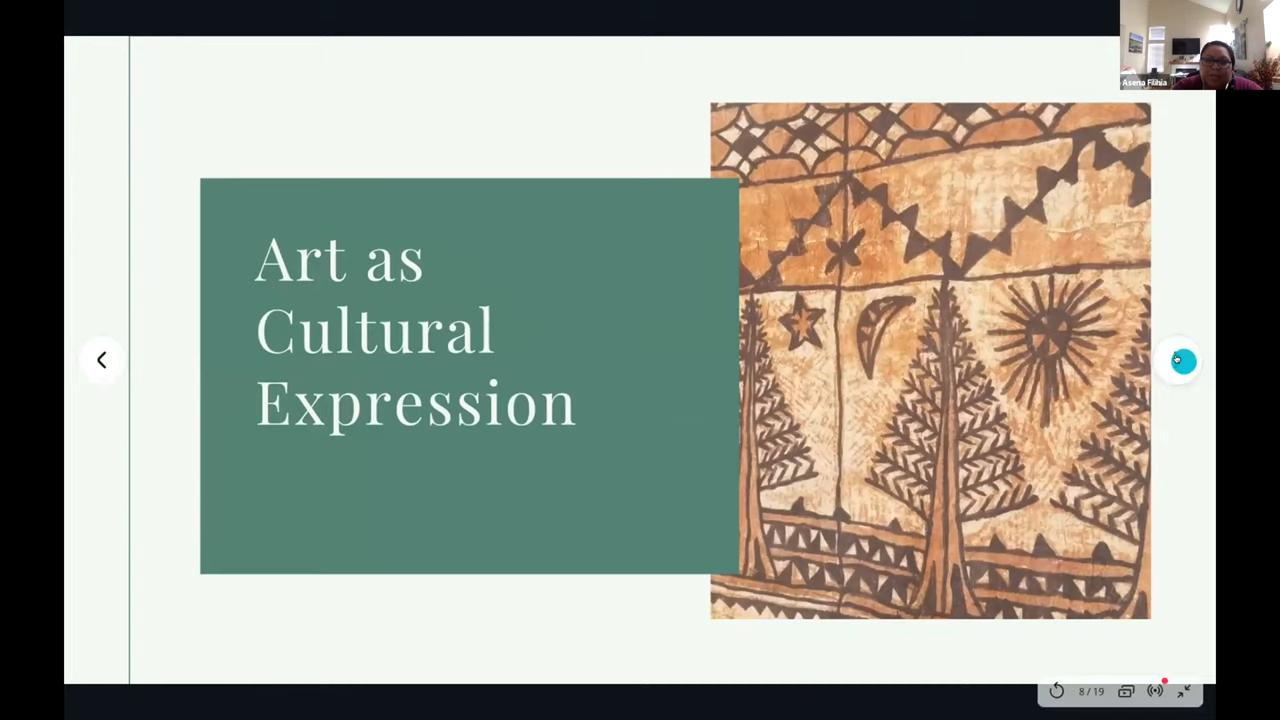 Asena Filihia
Art as
Cultural
Expression
8 / 19